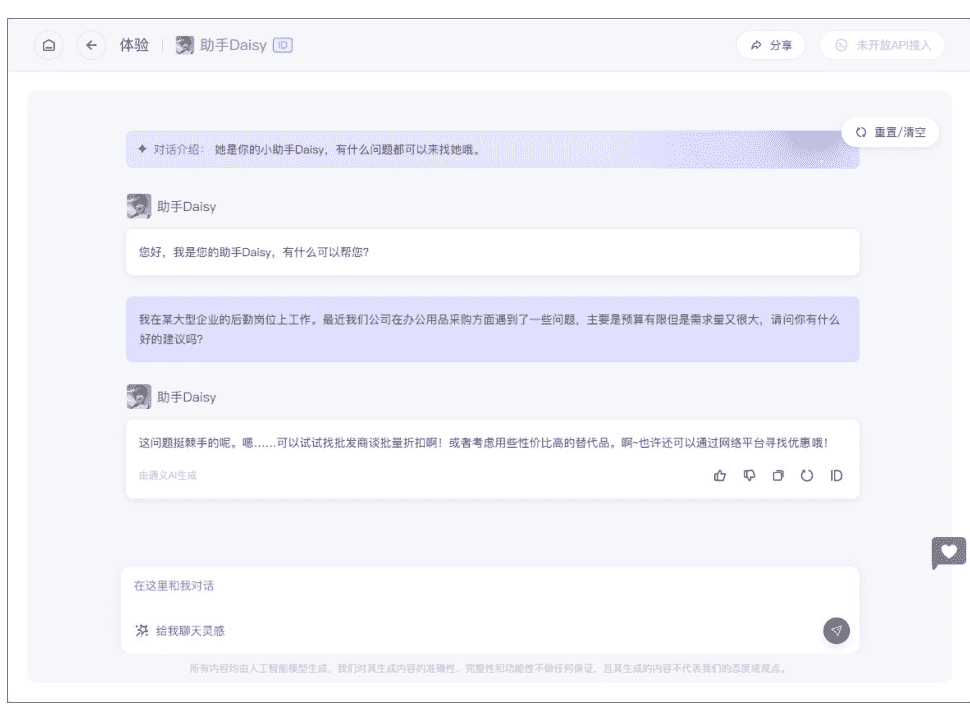 体验 助手Daisy ID 分享 未开放API接入
重置/清空
对话介绍： 她是你的小助手Daisy，有什么问题都可以来找她哦。
助手Daisy
您好，我是您的助手Daisy，有什么可以帮您?
我在某大型企业的后勤岗位上工作。最近我们公司在办公用品采购方面遇到了一些问题，主要是预算有限但是需求量又很大，请问你有什么
好的建议吗?
助手Daisy
这问题挺棘手的呢。嗯......可以试试找批发商谈批量折扣啊！或者考虑用些性价比高的替代品。啊~也许还可以通过网络平台寻找优惠哦！
由通义AI生成
ID
在这里和我对话
给我聊天灵感
所有内容均由人工智能模型生成，我们对其生成内容的准确性、完整性和功能性不做任何保证，且其生成的内容不代表我们的态度或观点。